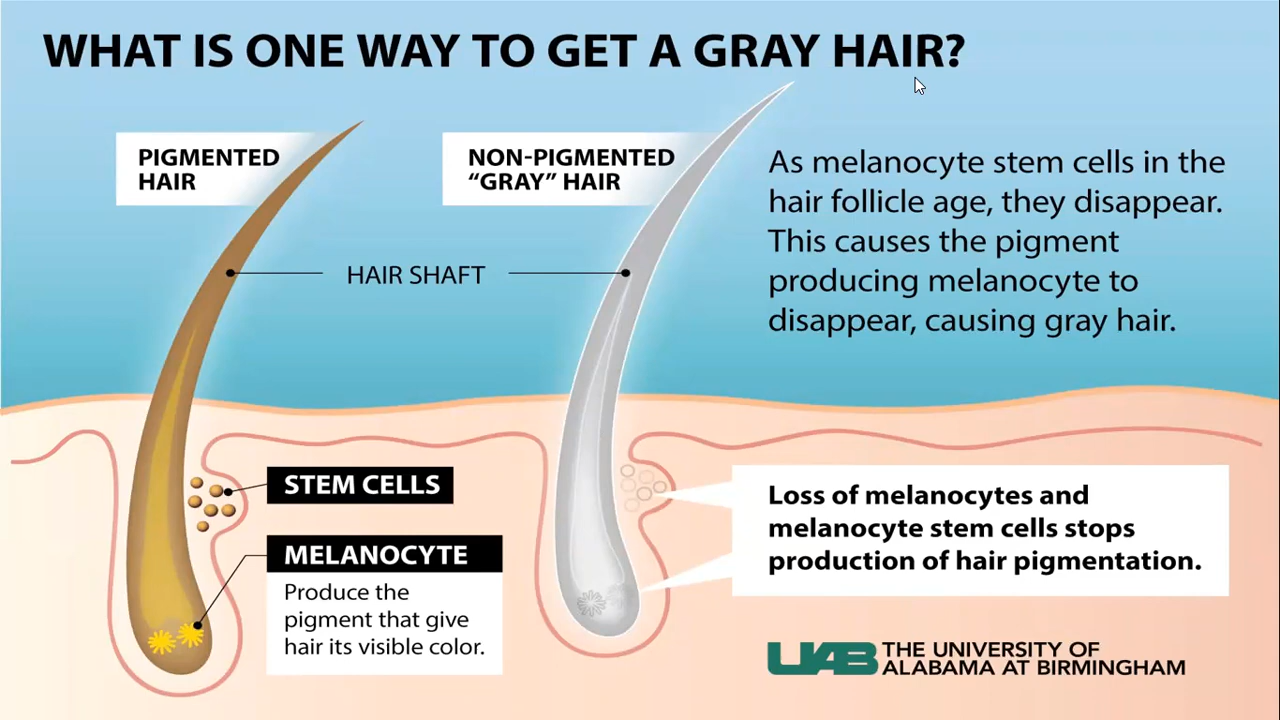 WHAT IS ONE WAY TO GET A GRAY HAIR?
PIGMENTED
HAIR
NON-PIGMENTED
“GRAY” HAIR
As melanocyte stem cells in the
hair follicle age, they disappear.
This causes the pigment
producing melanocyte to
disappear, causing gray hair.
HAIR SHAFT
STEM CELLS
MELANOCYTE
Produce the
pigment that give
hair its visible color.
Loss of melanocytes and
melanocyte stem cells stops
production of hair pigmentation.
UAB THE UNIVERSITY OF
ALABAMA AT BIRMINGHAM